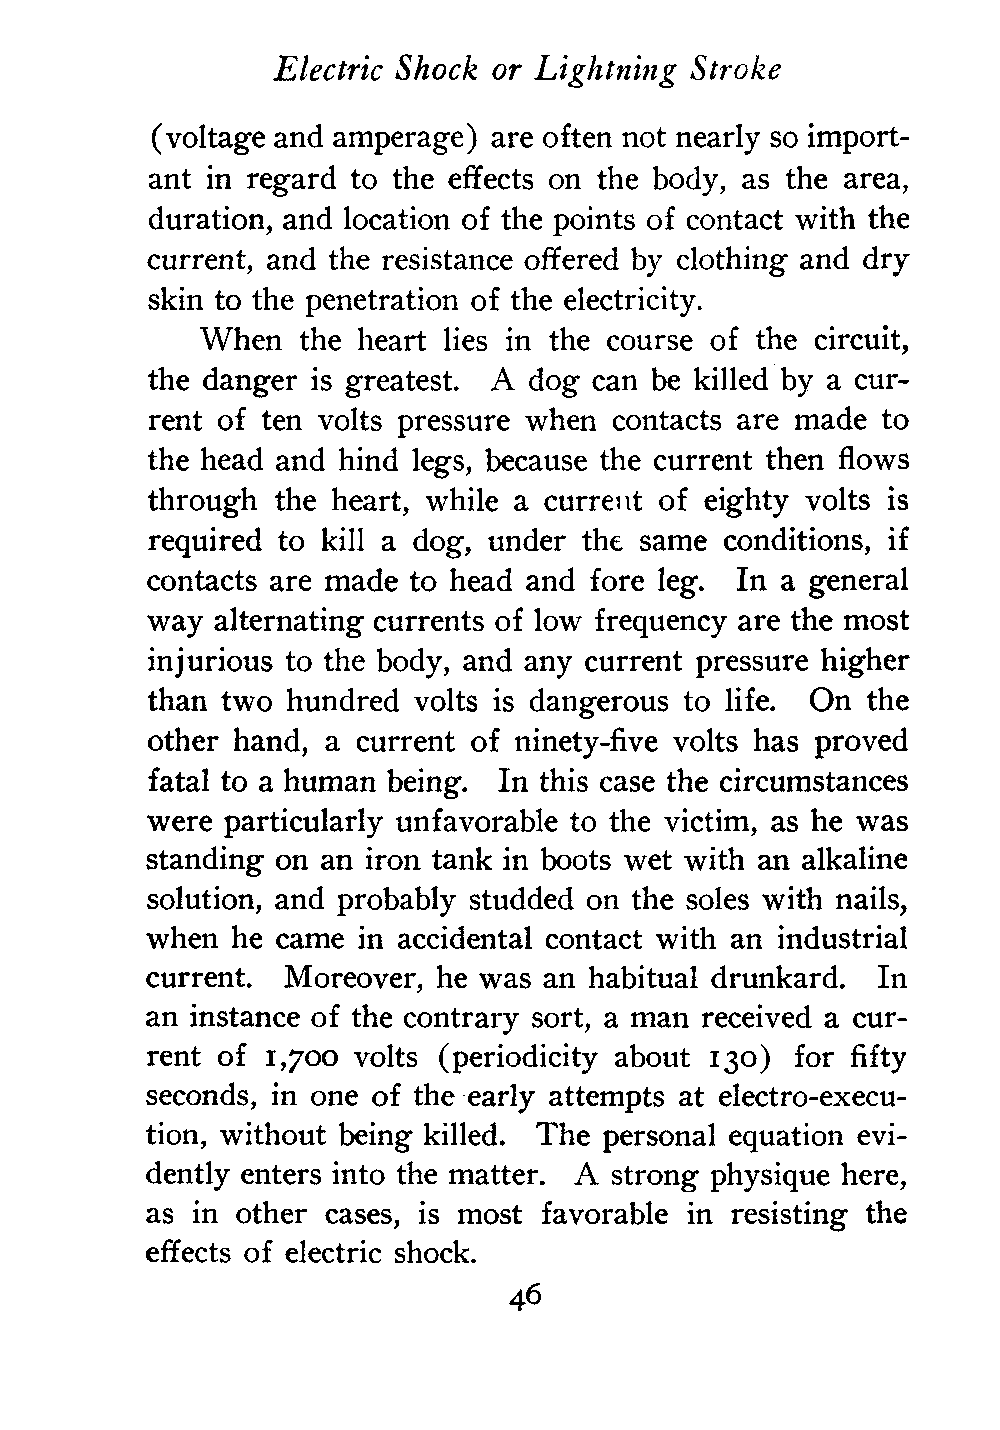 Electric Shock or Lightning Stroke
(voltage and amperage) are often not nearly so import-
ant in regard to the effects on the body, as the area,
duration, and location of the points of contact with the
current, and the resistance offered by clothing and dry
skin to the penetration of the electricity.
When the heart lies in the course of the circuit,
the danger is greatest. A dog can be killed by a cur-
rent of ten volts pressure when contacts are made to
the head and hind legs, because the current then flows
through the heart, while a current of eighty volts is
required to kill a dog, under the same conditions, if
contacts are made to head and fore leg. In a general
way alternating currents of low frequency are the most
injurious to the body, and any current pressure higher
than two hundred volts is dangerous to life. On the
other hand, a current of ninety-five volts has proved
fatal to a human being. In this case the circumstances
were particularly unfavorable to the victim, as he was
standing on an iron tank in boots wet with an alkaline
solution, and probably studded on the soles with nails,
when he came in accidental contact with an industrial
current. Moreover, he was an habitual drunkard. In
an instance of the contrary sort, a man received a cur-
rent of 1,700 volts (periodicity about 130) for fifty
seconds, in one of the early attempts at electro-execu-
tion, without being killed. The personal equation evi-
dently enters into the matter. A strong physique here,
as in other cases, is most favorable in resisting the
effects of electric shock.
46